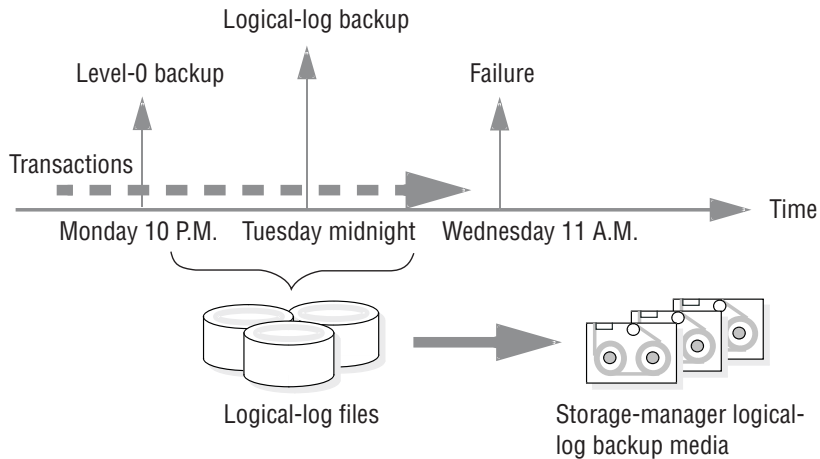 Logical-log backup
Level-0 backup
Failure
Transactions
Time
Monday 10 P.M.
Tuesday midnight
Wednesday 11 A.M.
Logical-log files
Storage-manager logical-
log backup media